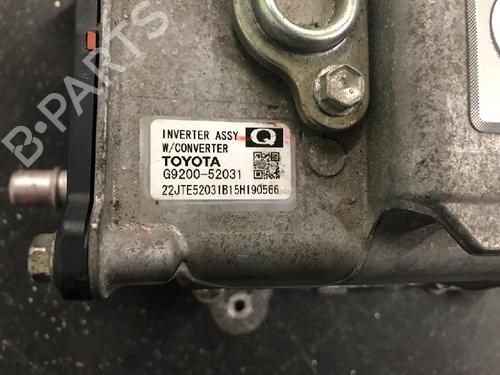 INVERTER ASSY Q
W/CONVERTER
TOYOTA
G9200-52031
22JTE52031B15H190566
B-PARTS